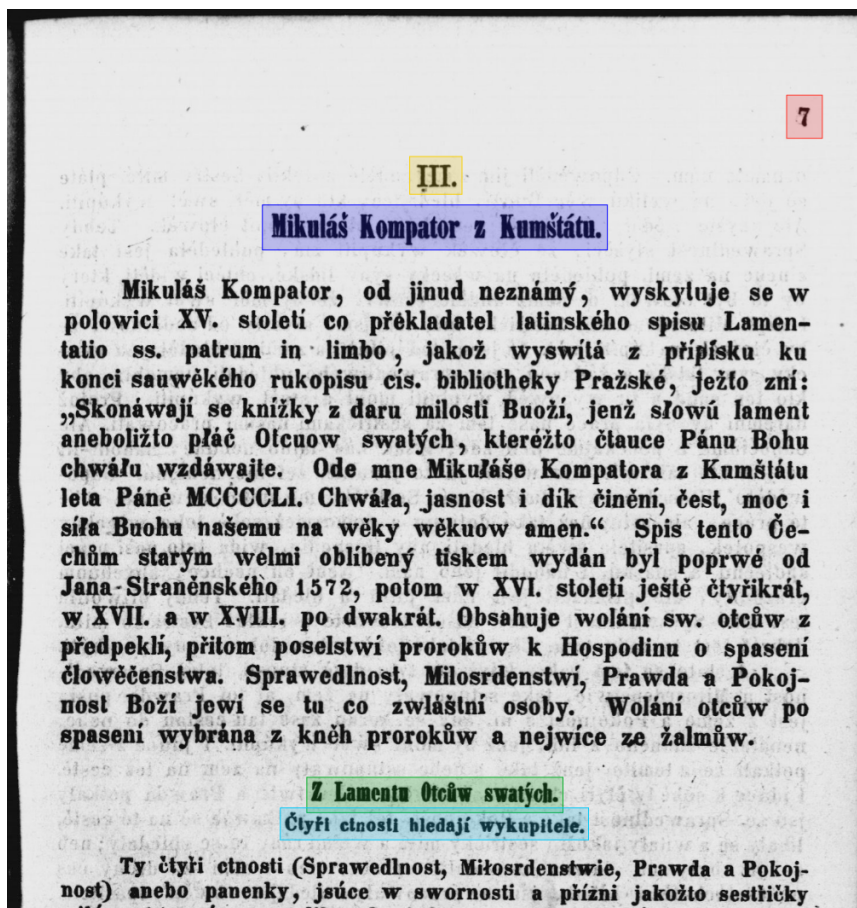 7
III.
Mikuláš Kompator z Kumštátu.
Mikuláš Kompator, od jinud neznámý, wyskytuje se w
polowici XV. století co překladatel latinského spisu Lamen-
tatio ss. patrum in limbo, jakož wyswítá z přípisku ku
konci sauwěkého rukopisu cís. bibliotheky Pražské, ježto zní:
„Skonáwají se knížky z daru milosti Buoží, jenž słowú lament
aneboližto płáč Otcuow swatých, kteréžto čtauce Pánu Bohu
chwáłu wzdáwajte. Ode mne Mikułáše Kompatora z Kumštátu
leta Páně MCCCCLI. Chwáła, jasnost i dík činění, čest, moc i
síła Buohu našemu na wěky wěkuow amen.“ Spis tento Če-
chům starým welmi oblíbený tiskem wydán byl poprwé od
Jana Straněnského 1572, potom w XVI. století ještě čtyřikrát,
w XVII. a w XVIII. po dwakrát. Obsahuje wolání sw. otcůw z
předpeklí, přitom poselstwí prorokůw k Hospodinu o spasení
člowěčenstwa. Sprawedlnost, Milosrdenstwí, Prawda a Pokoj-
nost Boží jewí se tu co zwláštní osoby. Wolání otcůw po
spasení wybrána z kněh prorokůw a nejwíce ze žalmůw.
Z Lamentu Otcůw swatých.
Čtyři ctnosti hledají wykupitele.
Ty čtyři ctnosti (Sprawedlnost, Miłosrdenstwie, Prawda a Pokoj-
nost) anebo panenky, jsúce w swornosti a přízni jakožto sestřičky